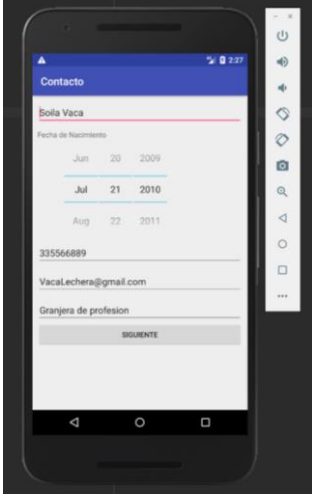 2:27
Contacto
Soila Vaca
Fecha de Nacimiento
Jun 20 2009
Jul 21 2010
Aug 22 2011
335566889
VacaLechera@gmail.com
Granjera de profesion
SIGUIENTE